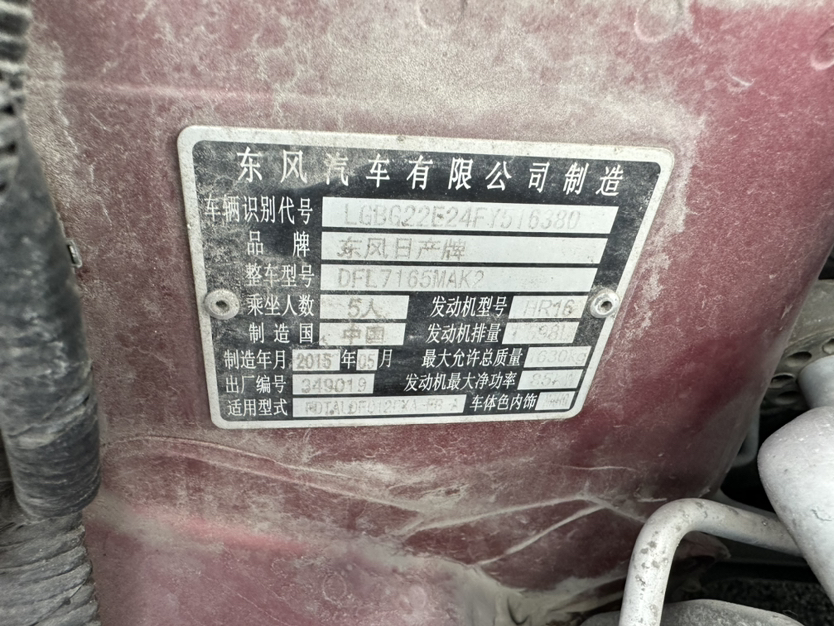 东风汽车有限公司制造
车辆识别代号 LGBG22E24FY516380
品牌 东风日产牌
整车型号 DFL7165MAK2
乘坐人数 5人 发动机型号 HR16
制造国 中国 发动机排量
制造年月 2015年05月 最大允许总质量 1630kg
出厂编号 349019 发动机最大净功率
适用型式 车体色内饰